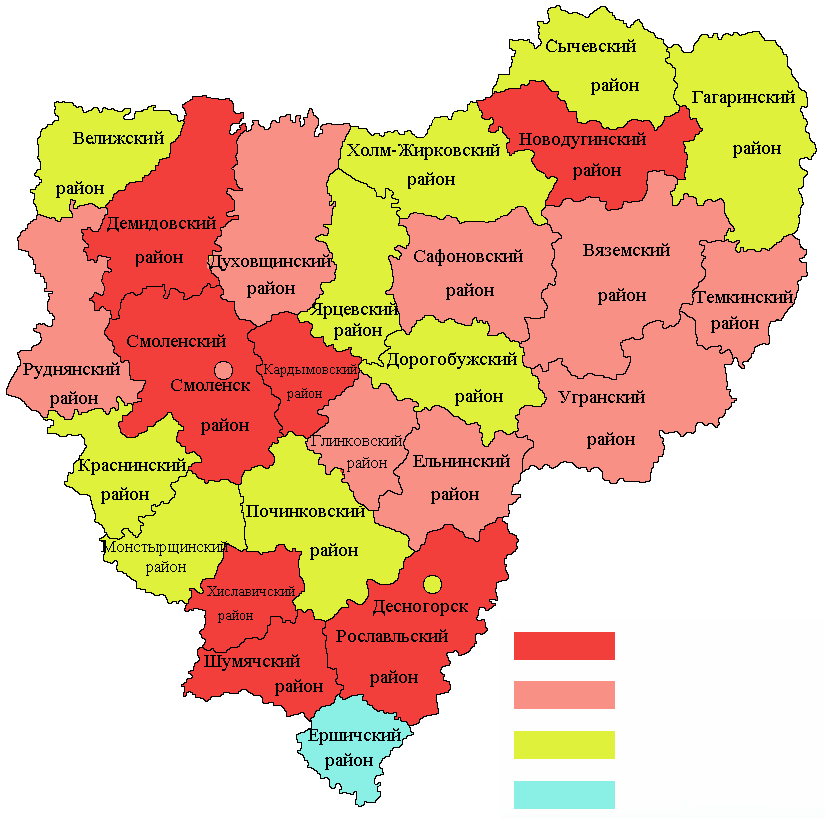 Сычевский
район
Гагаринский
район
Велижский
район
Холм-Жирковский
район
Новодугинский
район
Демидовский
район
Духовщинский
район
Сафоновский
район
Вяземский
район
Темкинский
район
Ярцевский
район
Смоленский
Смоленск
район
Кардымовский
район
Дорогобужский
район
Руднянский
район
Угранский
район
Глинковский
район
Ельнинский
район
Краснинский
район
Починковский
район
Монстырщинский
район
Хиславичский
район
Десногорск
Рославльский
район
Шумячский
район
Ершичский
район